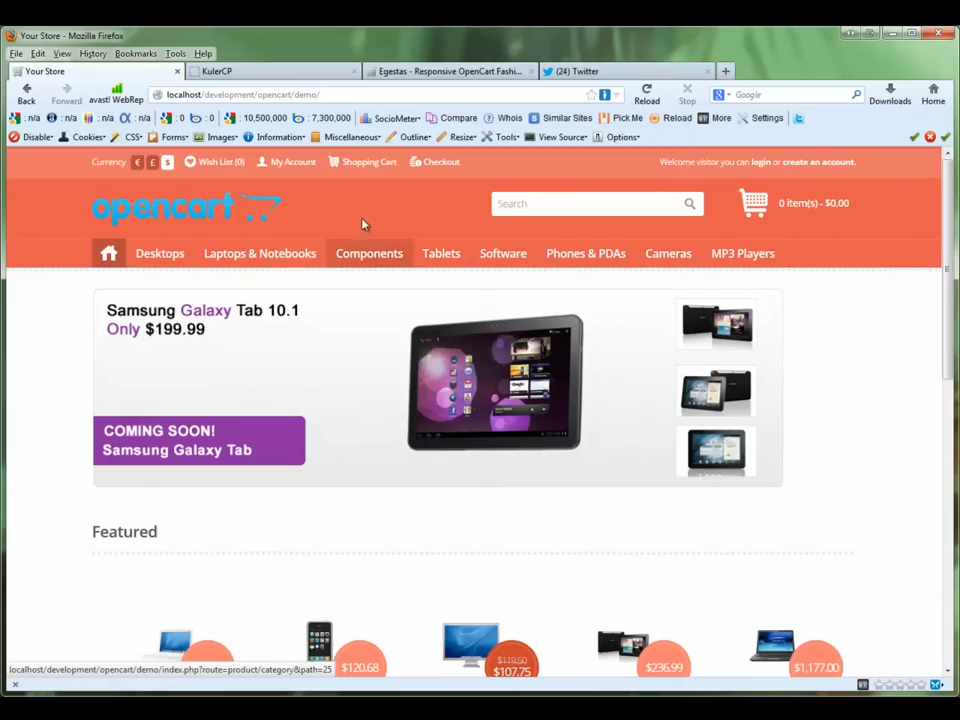 Your Store - Mozilla Firefox
File Edit View History Bookmarks Tools Help
Your Store KulerCP Egestas - Responsive OpenCart Fashi... (24) Twitter
Back Forward avast! WebRep localhost/development/opencart/demo/ Reload Stop Google Downloads Home
: n/a : n/a : n/a : n/a : 0 : 0 : 10,500,000 : 7,300,000 SocioMeter Compare Whois Similar Sites Pick Me Reload More Settings
Disable Cookies CSS Forms Images Information Miscellaneous Outline Resize Tools View Source Options
Currency € £ $ Wish List (0) My Account Shopping Cart Checkout Welcome visitor you can login or create an account.
opencart Search 0 item(s) - $0.00
Desktops Laptops & Notebooks Components Tablets Software Phones & PDAs Cameras MP3 Players
Samsung Galaxy Tab 10.1
Only $199.99
COMING SOON!
Samsung Galaxy Tab
Featured
$119.50
$120.68 $107.75 $236.99 $1,177.00
localhost/development/opencart/demo/index.php?route=product/category&path=25